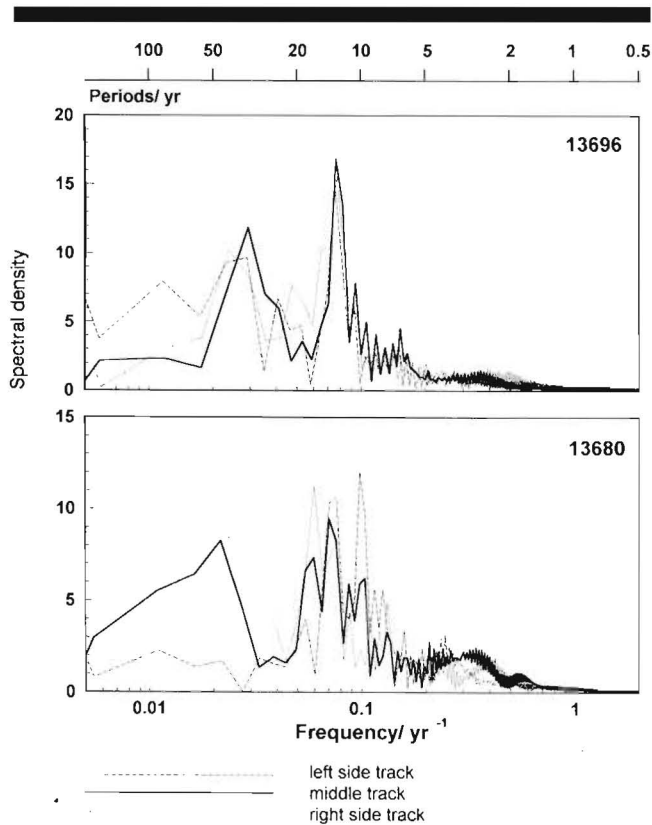 100 50 20 10 5 2 1 0.5
Periods/ yr
20
13696
15
10
5
0
Spectral density
15
13680
10
5
0
0.01 0.1 1
Frequency/ yr -1
left side track
middle track
right side track